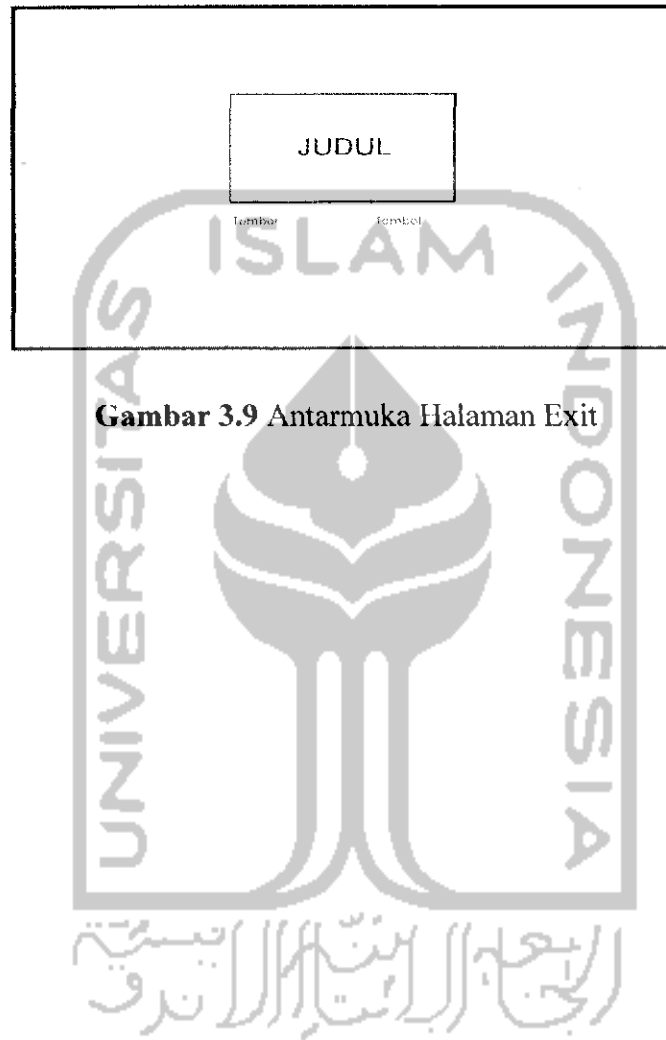 JUDUL
Tombol Tombol
ISLAM
UNIVERSITAS
INDONESIA
Gambar 3.9 Antarmuka Halaman Exit